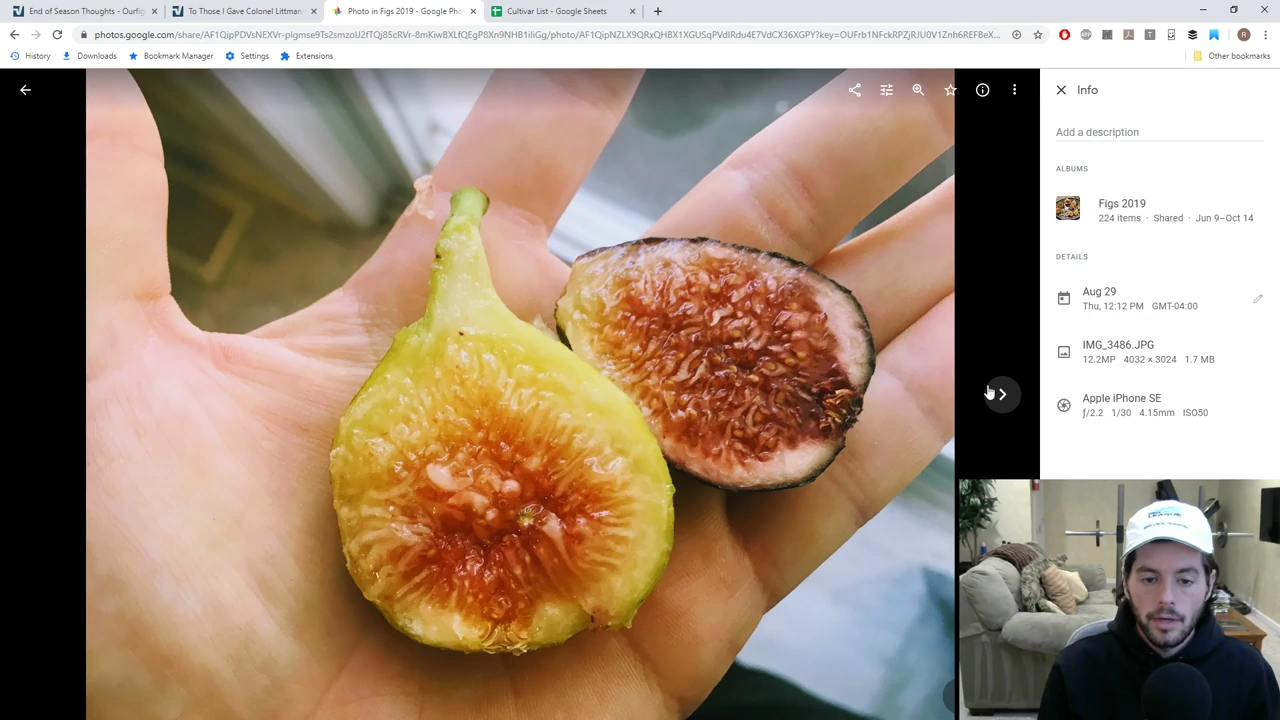 End of Season Thoughts - Ourfig
To Those I Gave Colonel Littman
Photo in Figs 2019 - Google Pho
Cultivar List - Google Sheets
History
Downloads
Bookmark Manager
Settings
Extensions
Other bookmarks
Info
Add a description
ALBUMS
Figs 2019
224 items · Shared · Jun 9–Oct 14
DETAILS
Aug 29
Thu, 12:12 PM GMT-04:00
IMG_3486.JPG
12.2MP 4032 × 3024 1.7 MB
Apple iPhone SE
ƒ/2.2 1/30 4.15mm ISO50